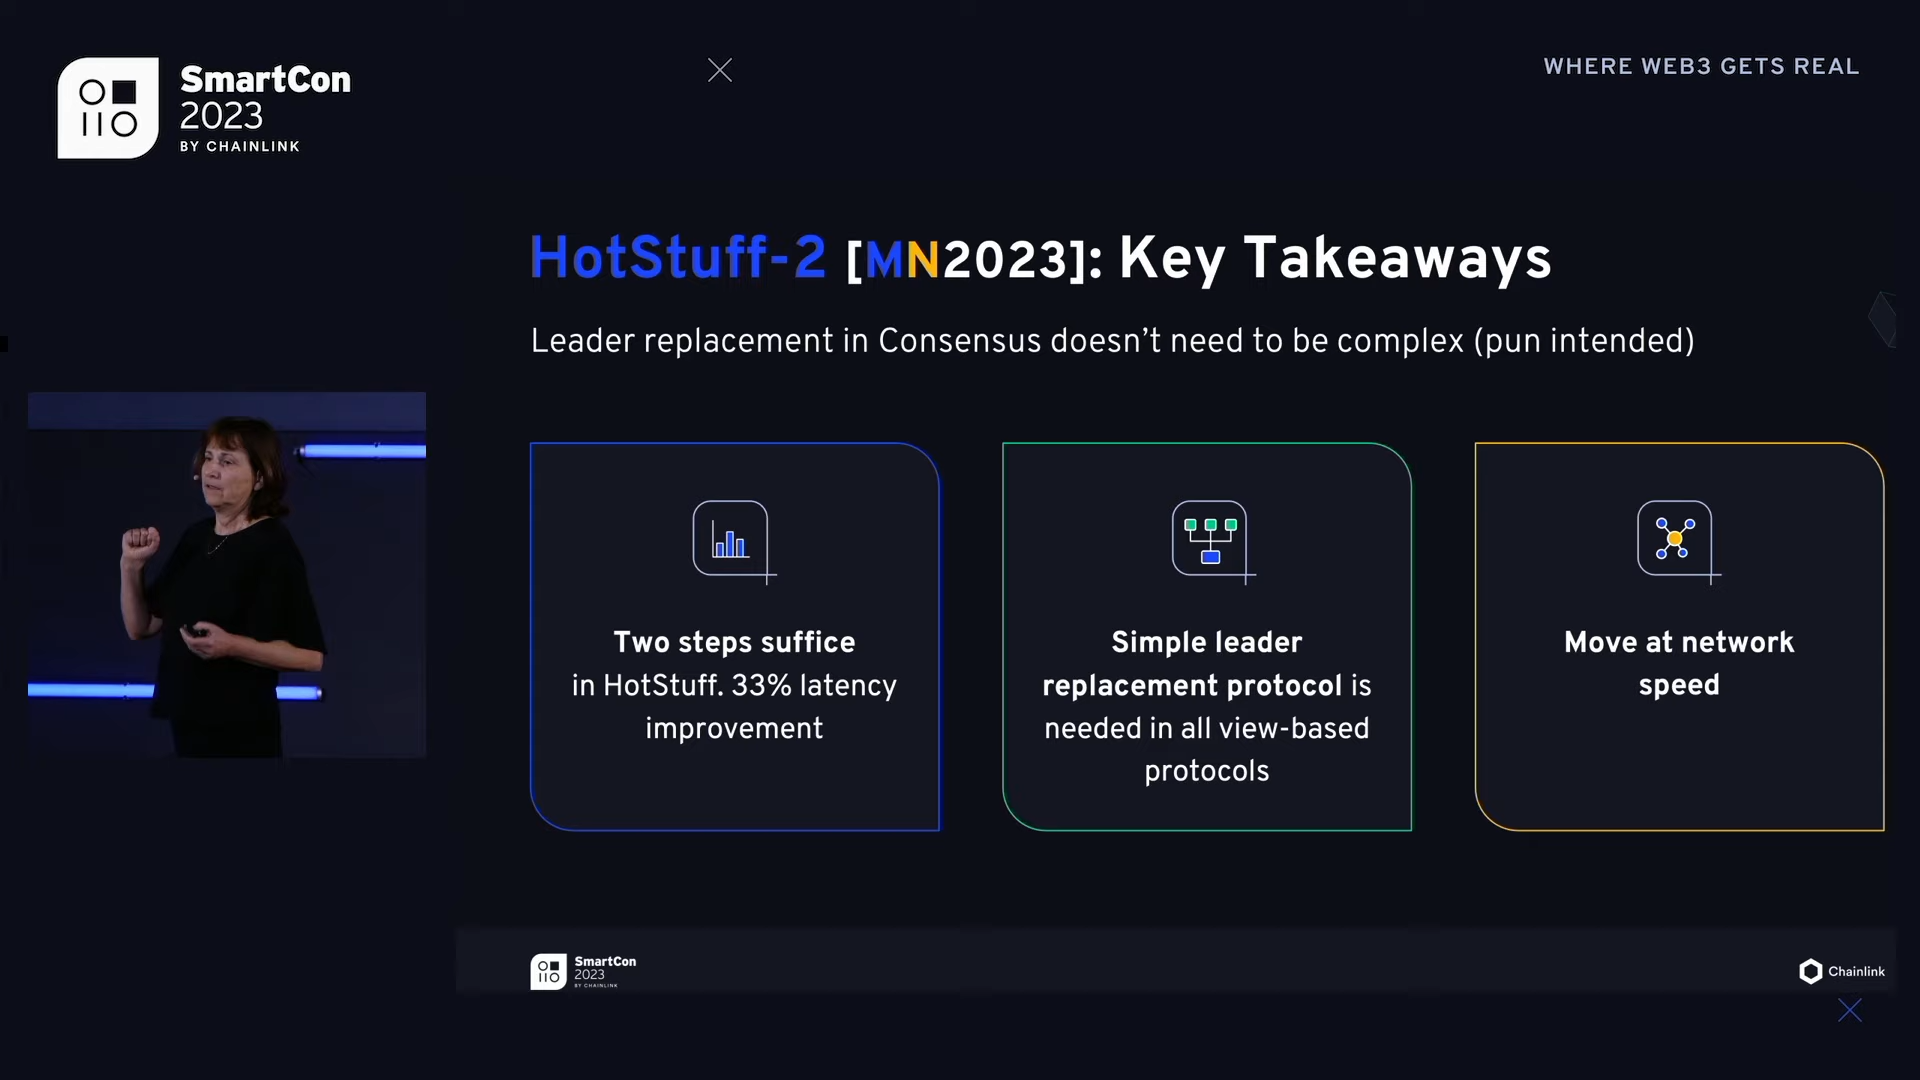 SmartCon
2023
BY CHAINLINK
WHERE WEB3 GETS REAL
HotStuff-2 [MN2023]: Key Takeaways
Leader replacement in Consensus doesn’t need to be complex (pun intended)
Two steps suffice
in HotStuff. 33% latency
improvement
Simple leader
replacement protocol is
needed in all view-based
protocols
Move at network
speed
SmartCon
2023
BY CHAINLINK
Chainlink